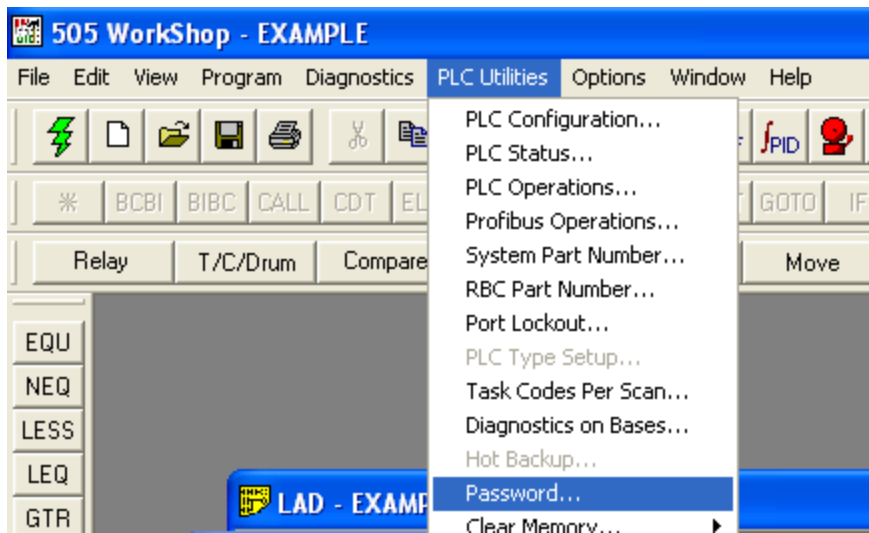 505 WorkShop - EXAMPLE
File Edit View Program Diagnostics PLC Utilities Options Window Help
PID
BCBI BIBC CALL CDT GOTO IF
Relay T/C/Drum Compare Move
EQU
NEQ
LESS
LEQ
GTR
PLC Configuration...
PLC Status...
PLC Operations...
Profibus Operations...
System Part Number...
RBC Part Number...
Port Lockout...
PLC Type Setup...
Task Codes Per Scan...
Diagnostics on Bases...
Hot Backup...
Password...
Clear Memory...
LAD - EXAMP